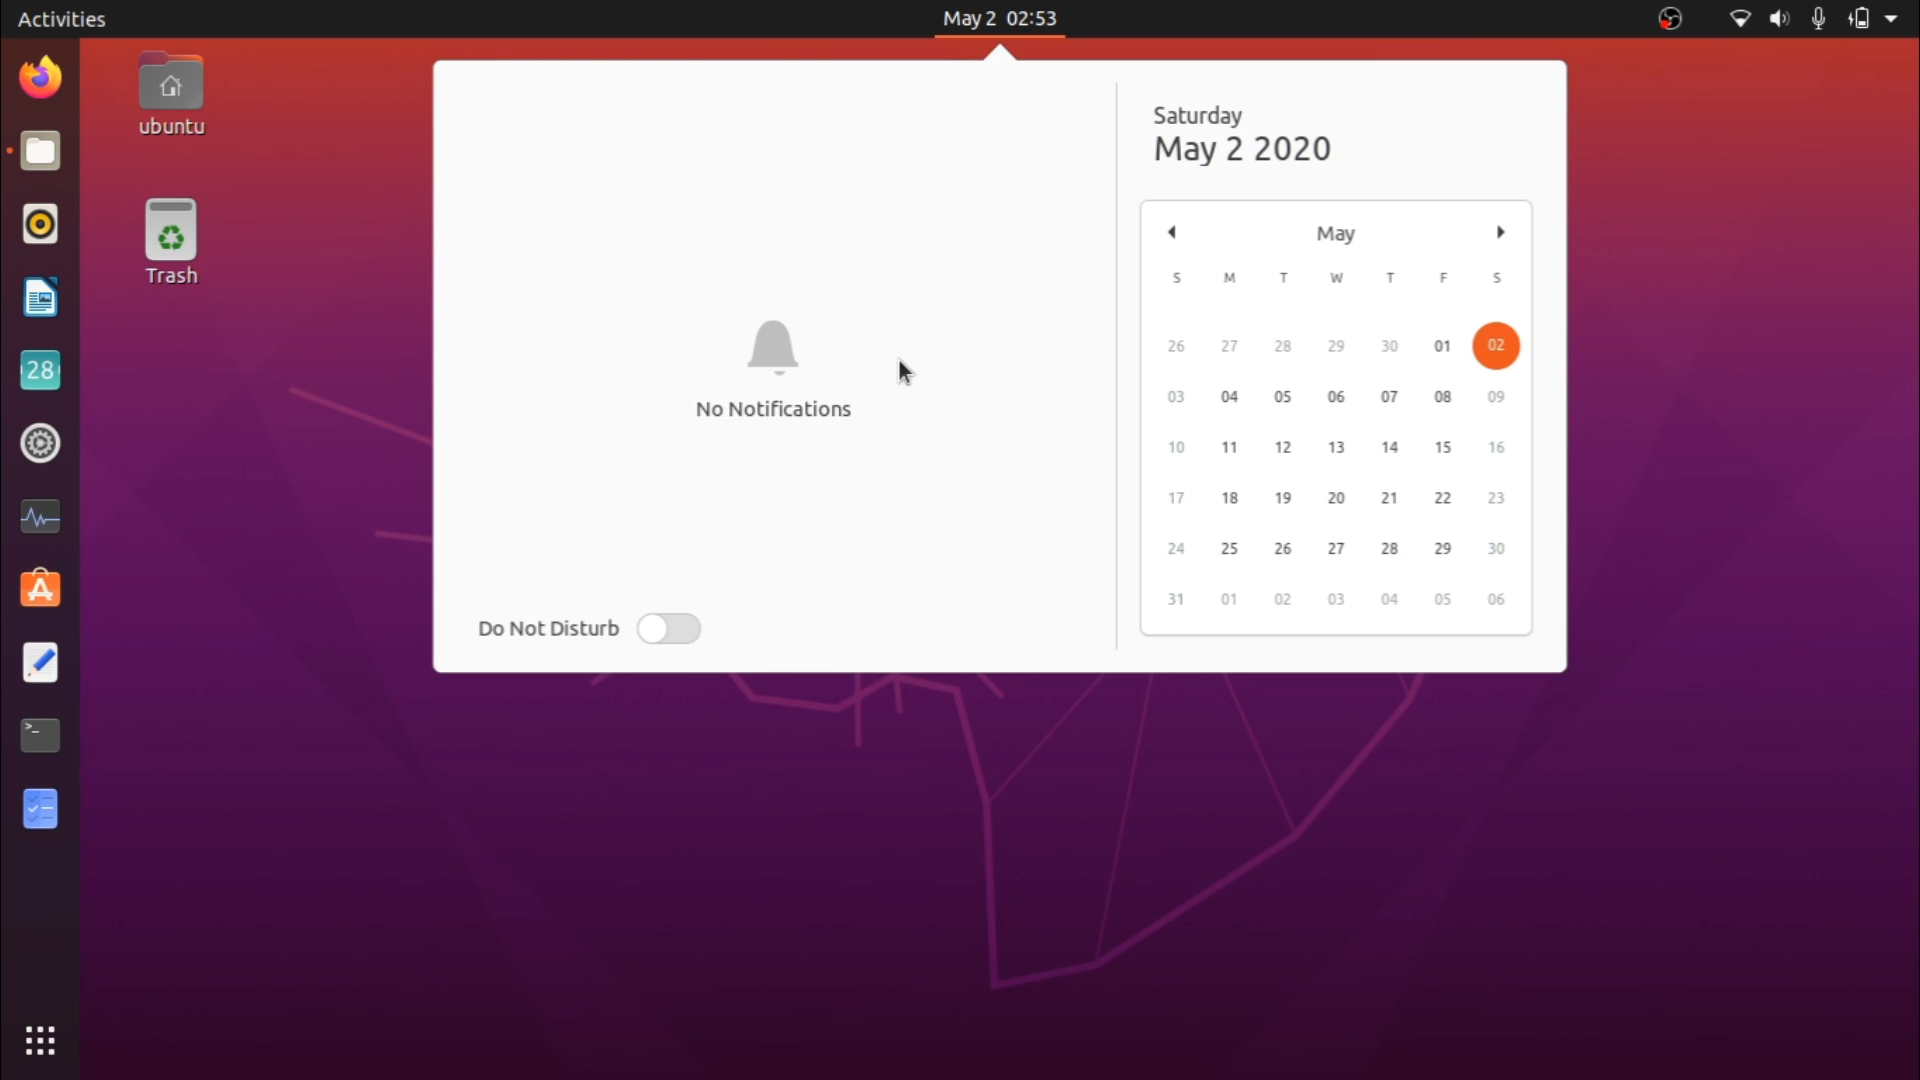 Activities
May 2 02:53
ubuntu
Trash
28
>_
No Notifications
Do Not Disturb
Saturday
May 2 2020
May
S M T W T F S
26 27 28 29 30 01 02
03 04 05 06 07 08 09
10 11 12 13 14 15 16
17 18 19 20 21 22 23
24 25 26 27 28 29 30
31 01 02 03 04 05 06